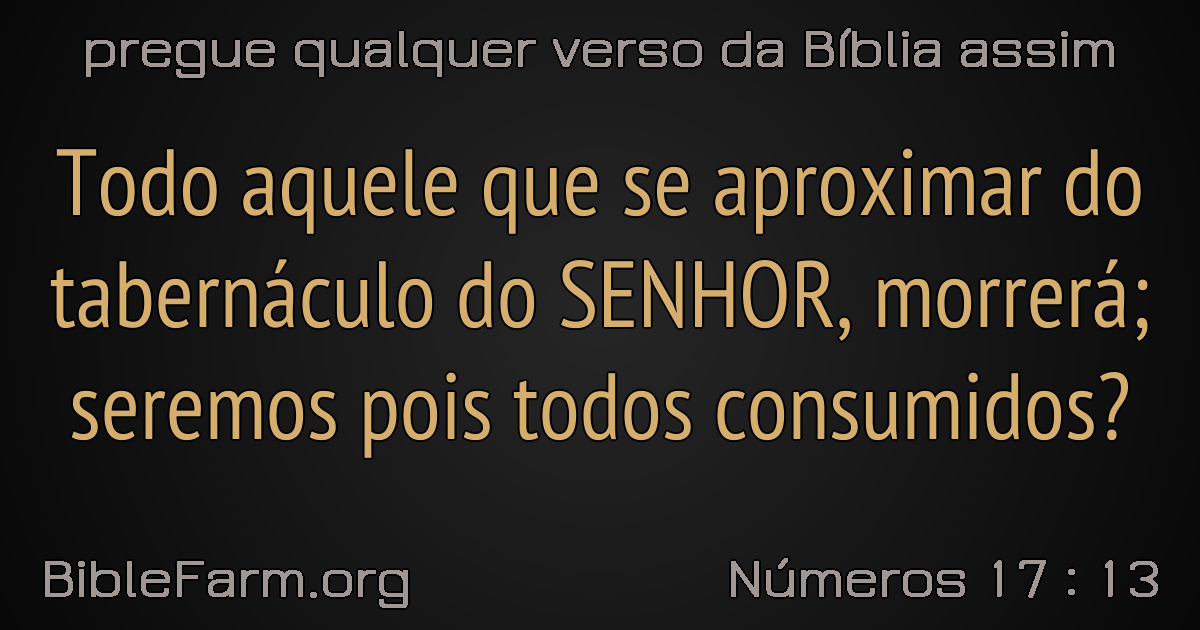 pregue qualquer verso da Bíblia assim
Todo aquele que se aproximar do
tabernáculo do SENHOR, morrerá;
seremos pois todos consumidos?
BibleFarm.org
Números 17 : 13